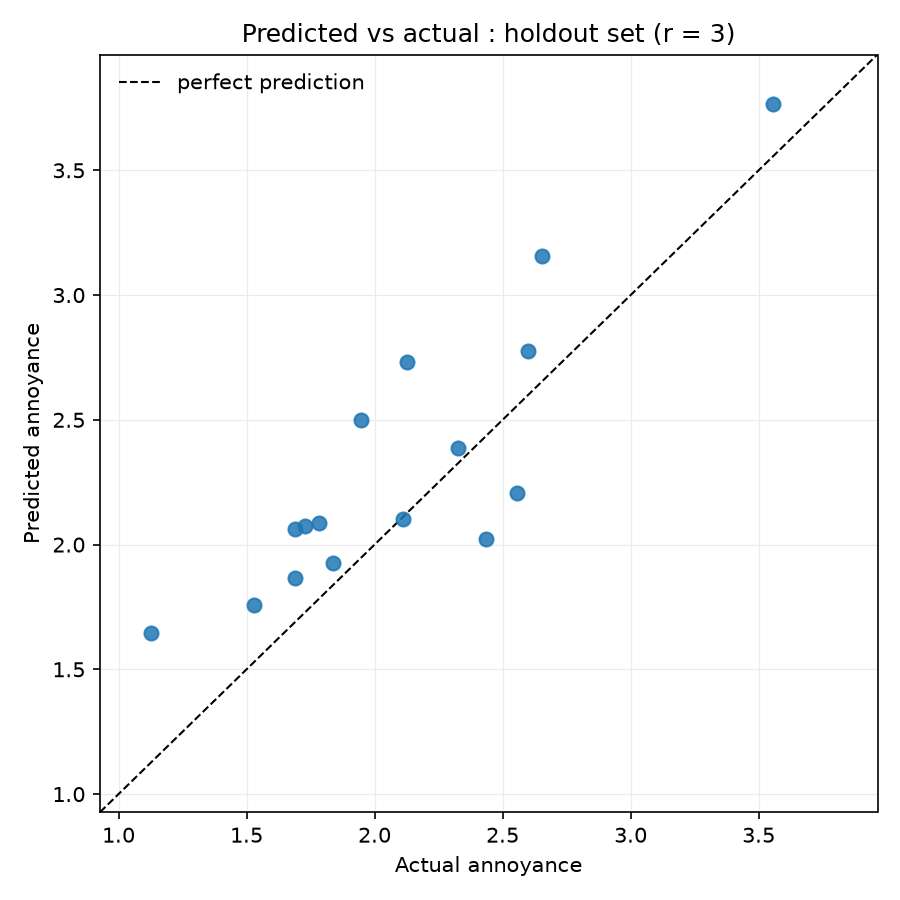 Predicted vs actual : holdout set (r = 3)
perfect prediction
3.5
3.0
2.5
2.0
1.5
1.0
Predicted annoyance
1.0 1.5 2.0 2.5 3.0 3.5
Actual annoyance